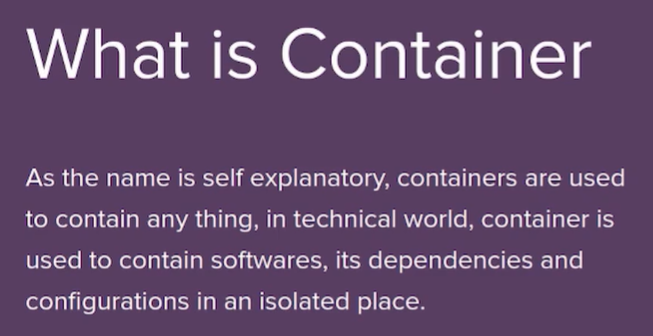 What is Container
As the name is self explanatory, containers are used
to contain any thing, in technical world, container is
used to contain softwares, its dependencies and
configurations in an isolated place.